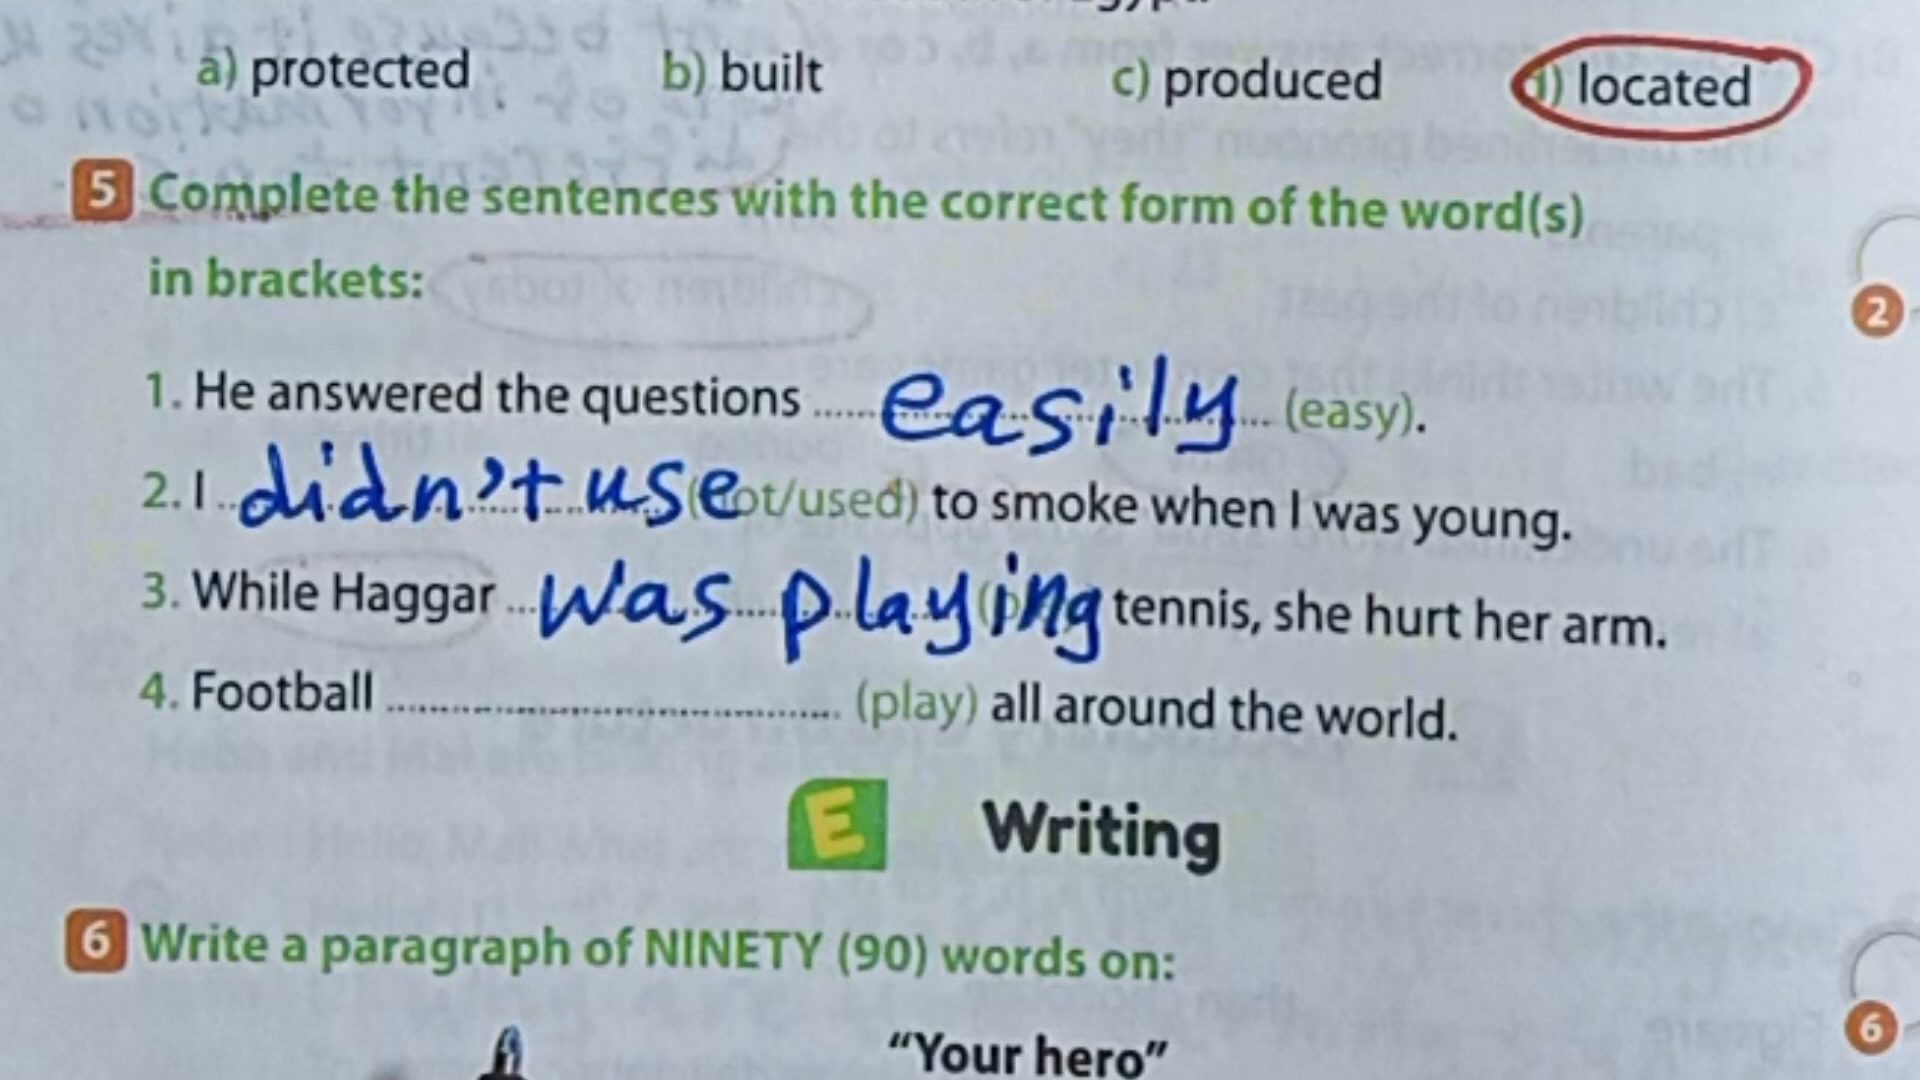 a) protected b) built c) produced d) located
5 Complete the sentences with the correct form of the word(s)
in brackets:
1. He answered the questions easily (easy).
2. I didn't use (not/used) to smoke when I was young.
3. While Haggar was playing tennis, she hurt her arm.
4. Football (play) all around the world.
E Writing
6 Write a paragraph of NINETY (90) words on:
"Your hero"
2
6